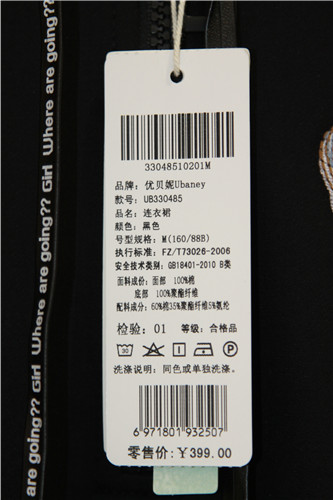 are going?? Girl Where are going?? Girl Where are going??
33048510201M
品牌: 优贝妮Ubaney
款号: UB330485
品名: 连衣裙
颜色: 黑色
号型规格: M(160/88B)
执行标准: FZ/T73026-2006
安全技术类别: GB18401-2010 B类
面料成份: 面部 100%棉
底部 100%聚酯纤维
配料成分: 60%棉35%聚酯纤维5%氨纶
检验: 01 等级: 合格品
洗涤说明: 同色或单独洗涤。
6 971801 932507
零售价: ¥399.00